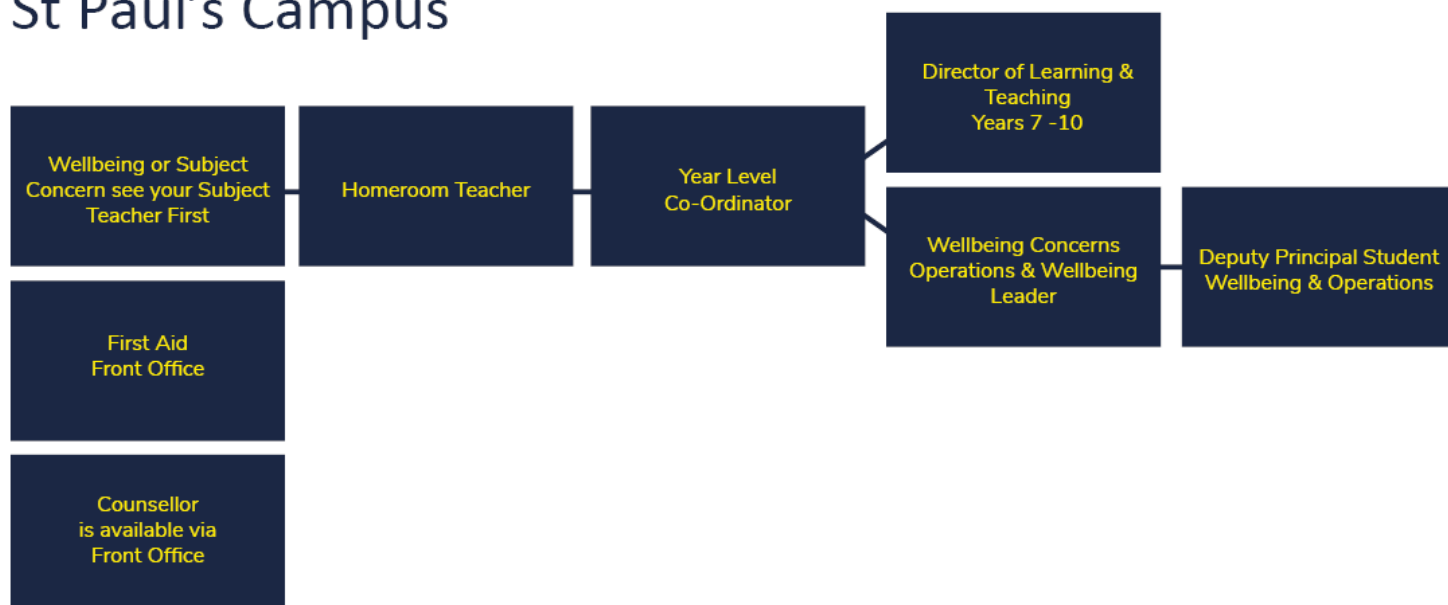 St Paul's Campus
Wellbeing or Subject
Concern see your Subject
Teacher First
Homeroom Teacher
Year Level
Co-Ordinator
Director of Learning &
Teaching
Years 7 -10
Wellbeing Concerns
Operations & Wellbeing
Leader
Deputy Principal Student
Wellbeing & Operations
First Aid
Front Office
Counsellor
is available via
Front Office